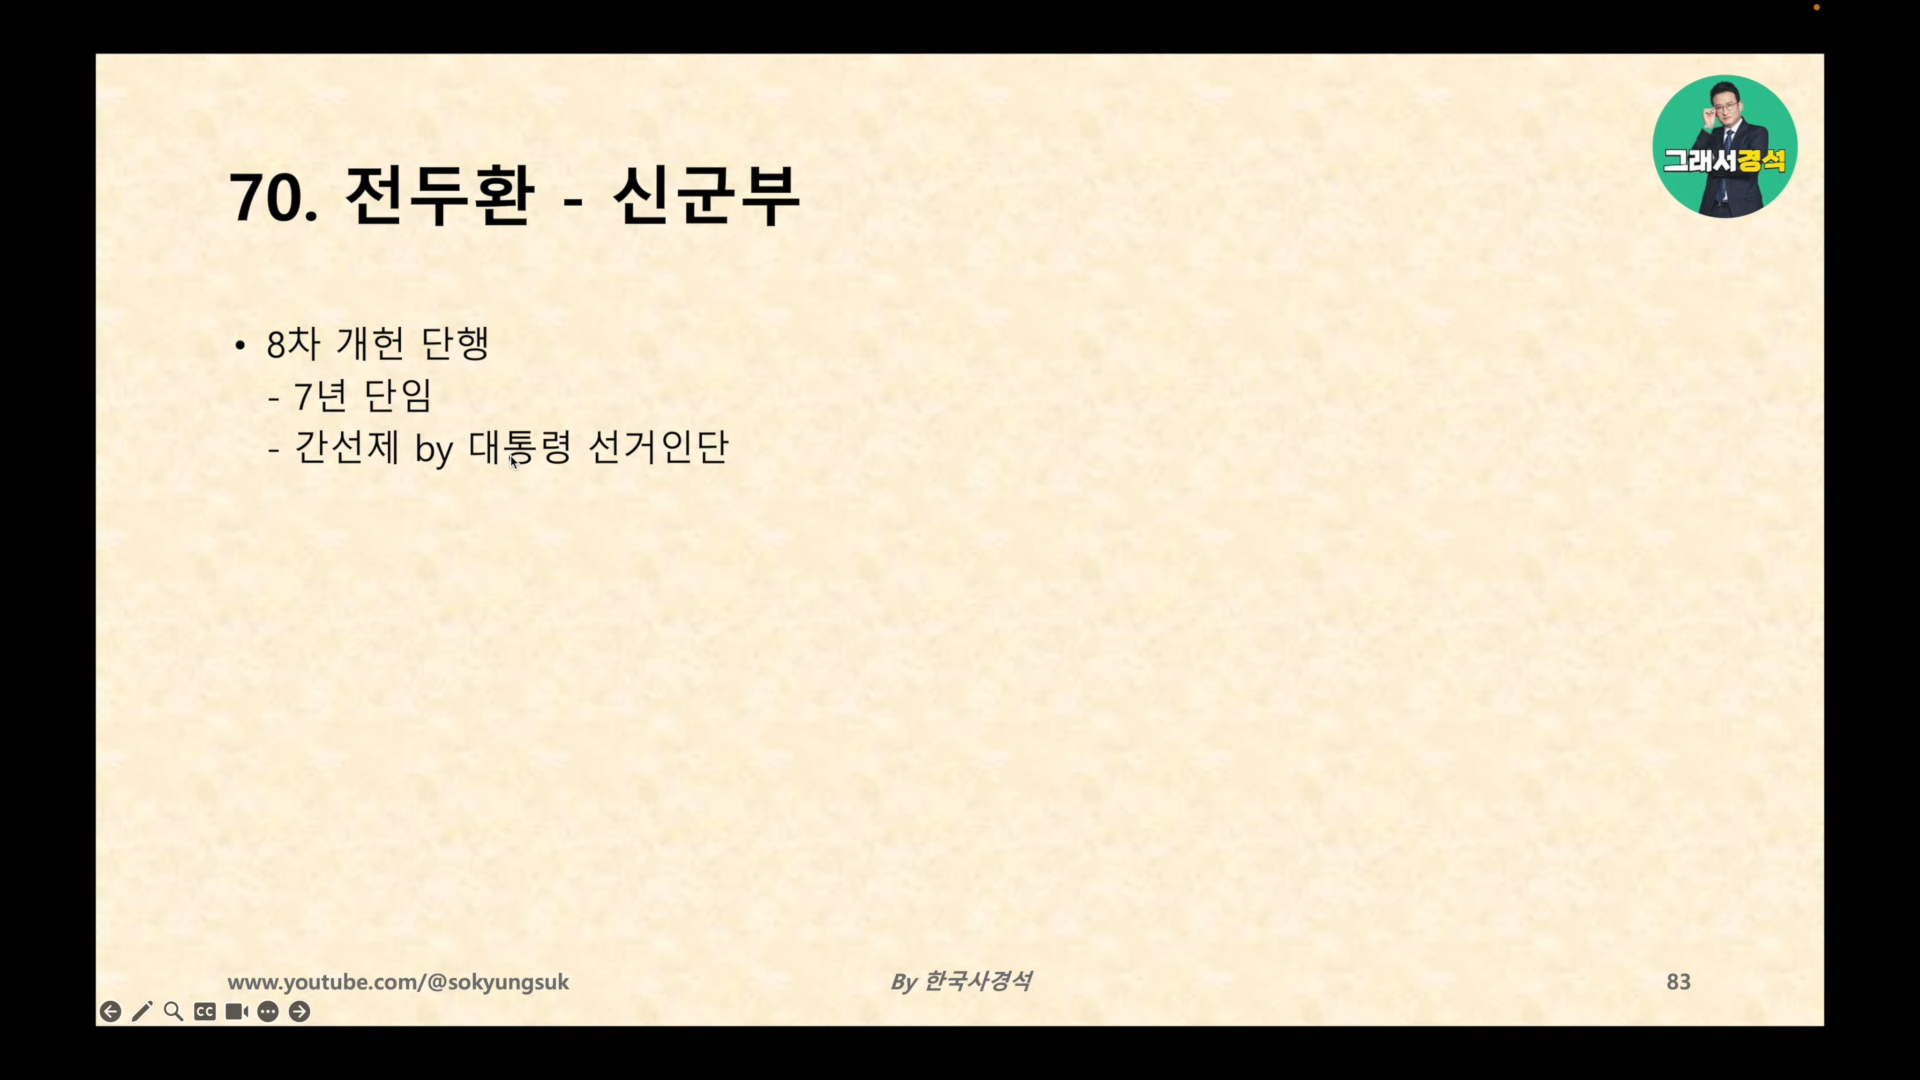 그래서경석
70. 전두환 - 신군부
• 8차 개헌 단행
- 7년 단임
- 간선제 by 대통령 선거인단
www.youtube.com/@sokyungsuk
By 한국사경석
83
CC